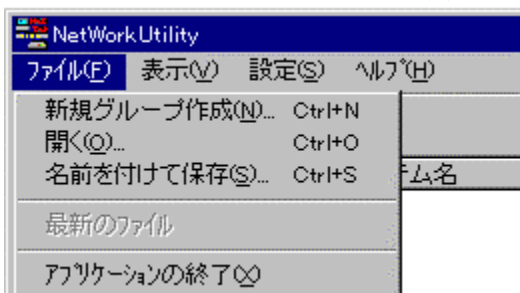 NetWorkUtility
ﾌｧｲﾙ(F) 表示(V) 設定(S) ﾍﾙﾌﾟ(H)
新規グループ作成(N)... Ctrl+N
開く(O)... Ctrl+O
名前を付けて保存(S)... Ctrl+S
テム名
最新のﾌｧｲﾙ
ｱﾌﾟﾘｹｰｼｮﾝの終了(X)